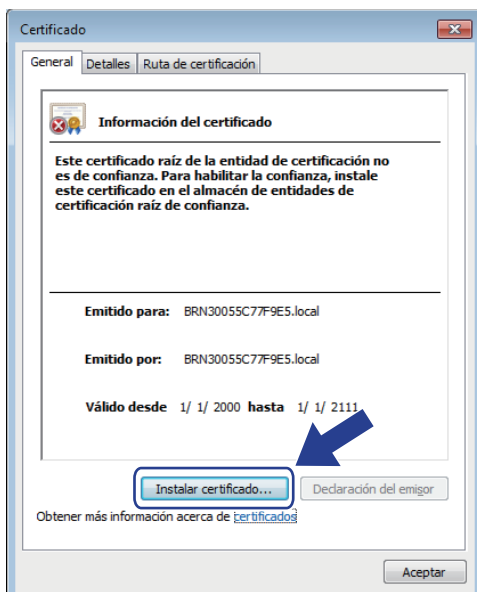 Certificado
General Detalles Ruta de certificación
Información del certificado
Este certificado raíz de la entidad de certificación no
es de confianza. Para habilitar la confianza, instale
este certificado en el almacén de entidades de
certificación raíz de confianza.
Emitido para: BRN30055C77F9E5.local
Emitido por: BRN30055C77F9E5.local
Válido desde 1/ 1/ 2000 hasta 1/ 1/ 2111
Instalar certificado... Declaración del emisor
Obtener más información acerca de certificados
Aceptar